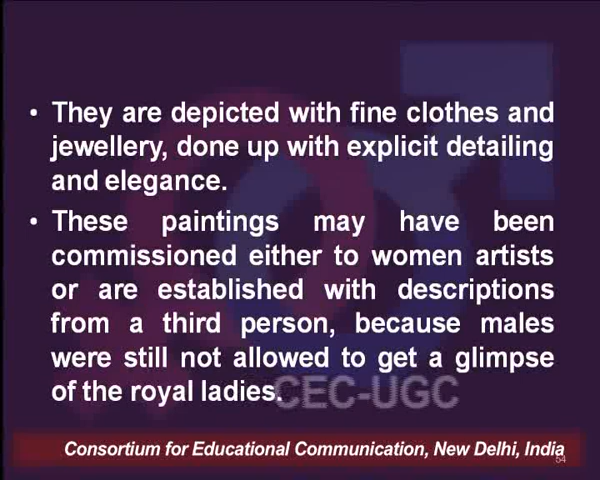 • They are depicted with fine clothes and
jewellery, done up with explicit detailing
and elegance.
• These paintings may have been
commissioned either to women artists
or are established with descriptions
from a third person, because males
were still not allowed to get a glimpse
of the royal ladies.
CEC-UGC
Consortium for Educational Communication, New Delhi, India
54